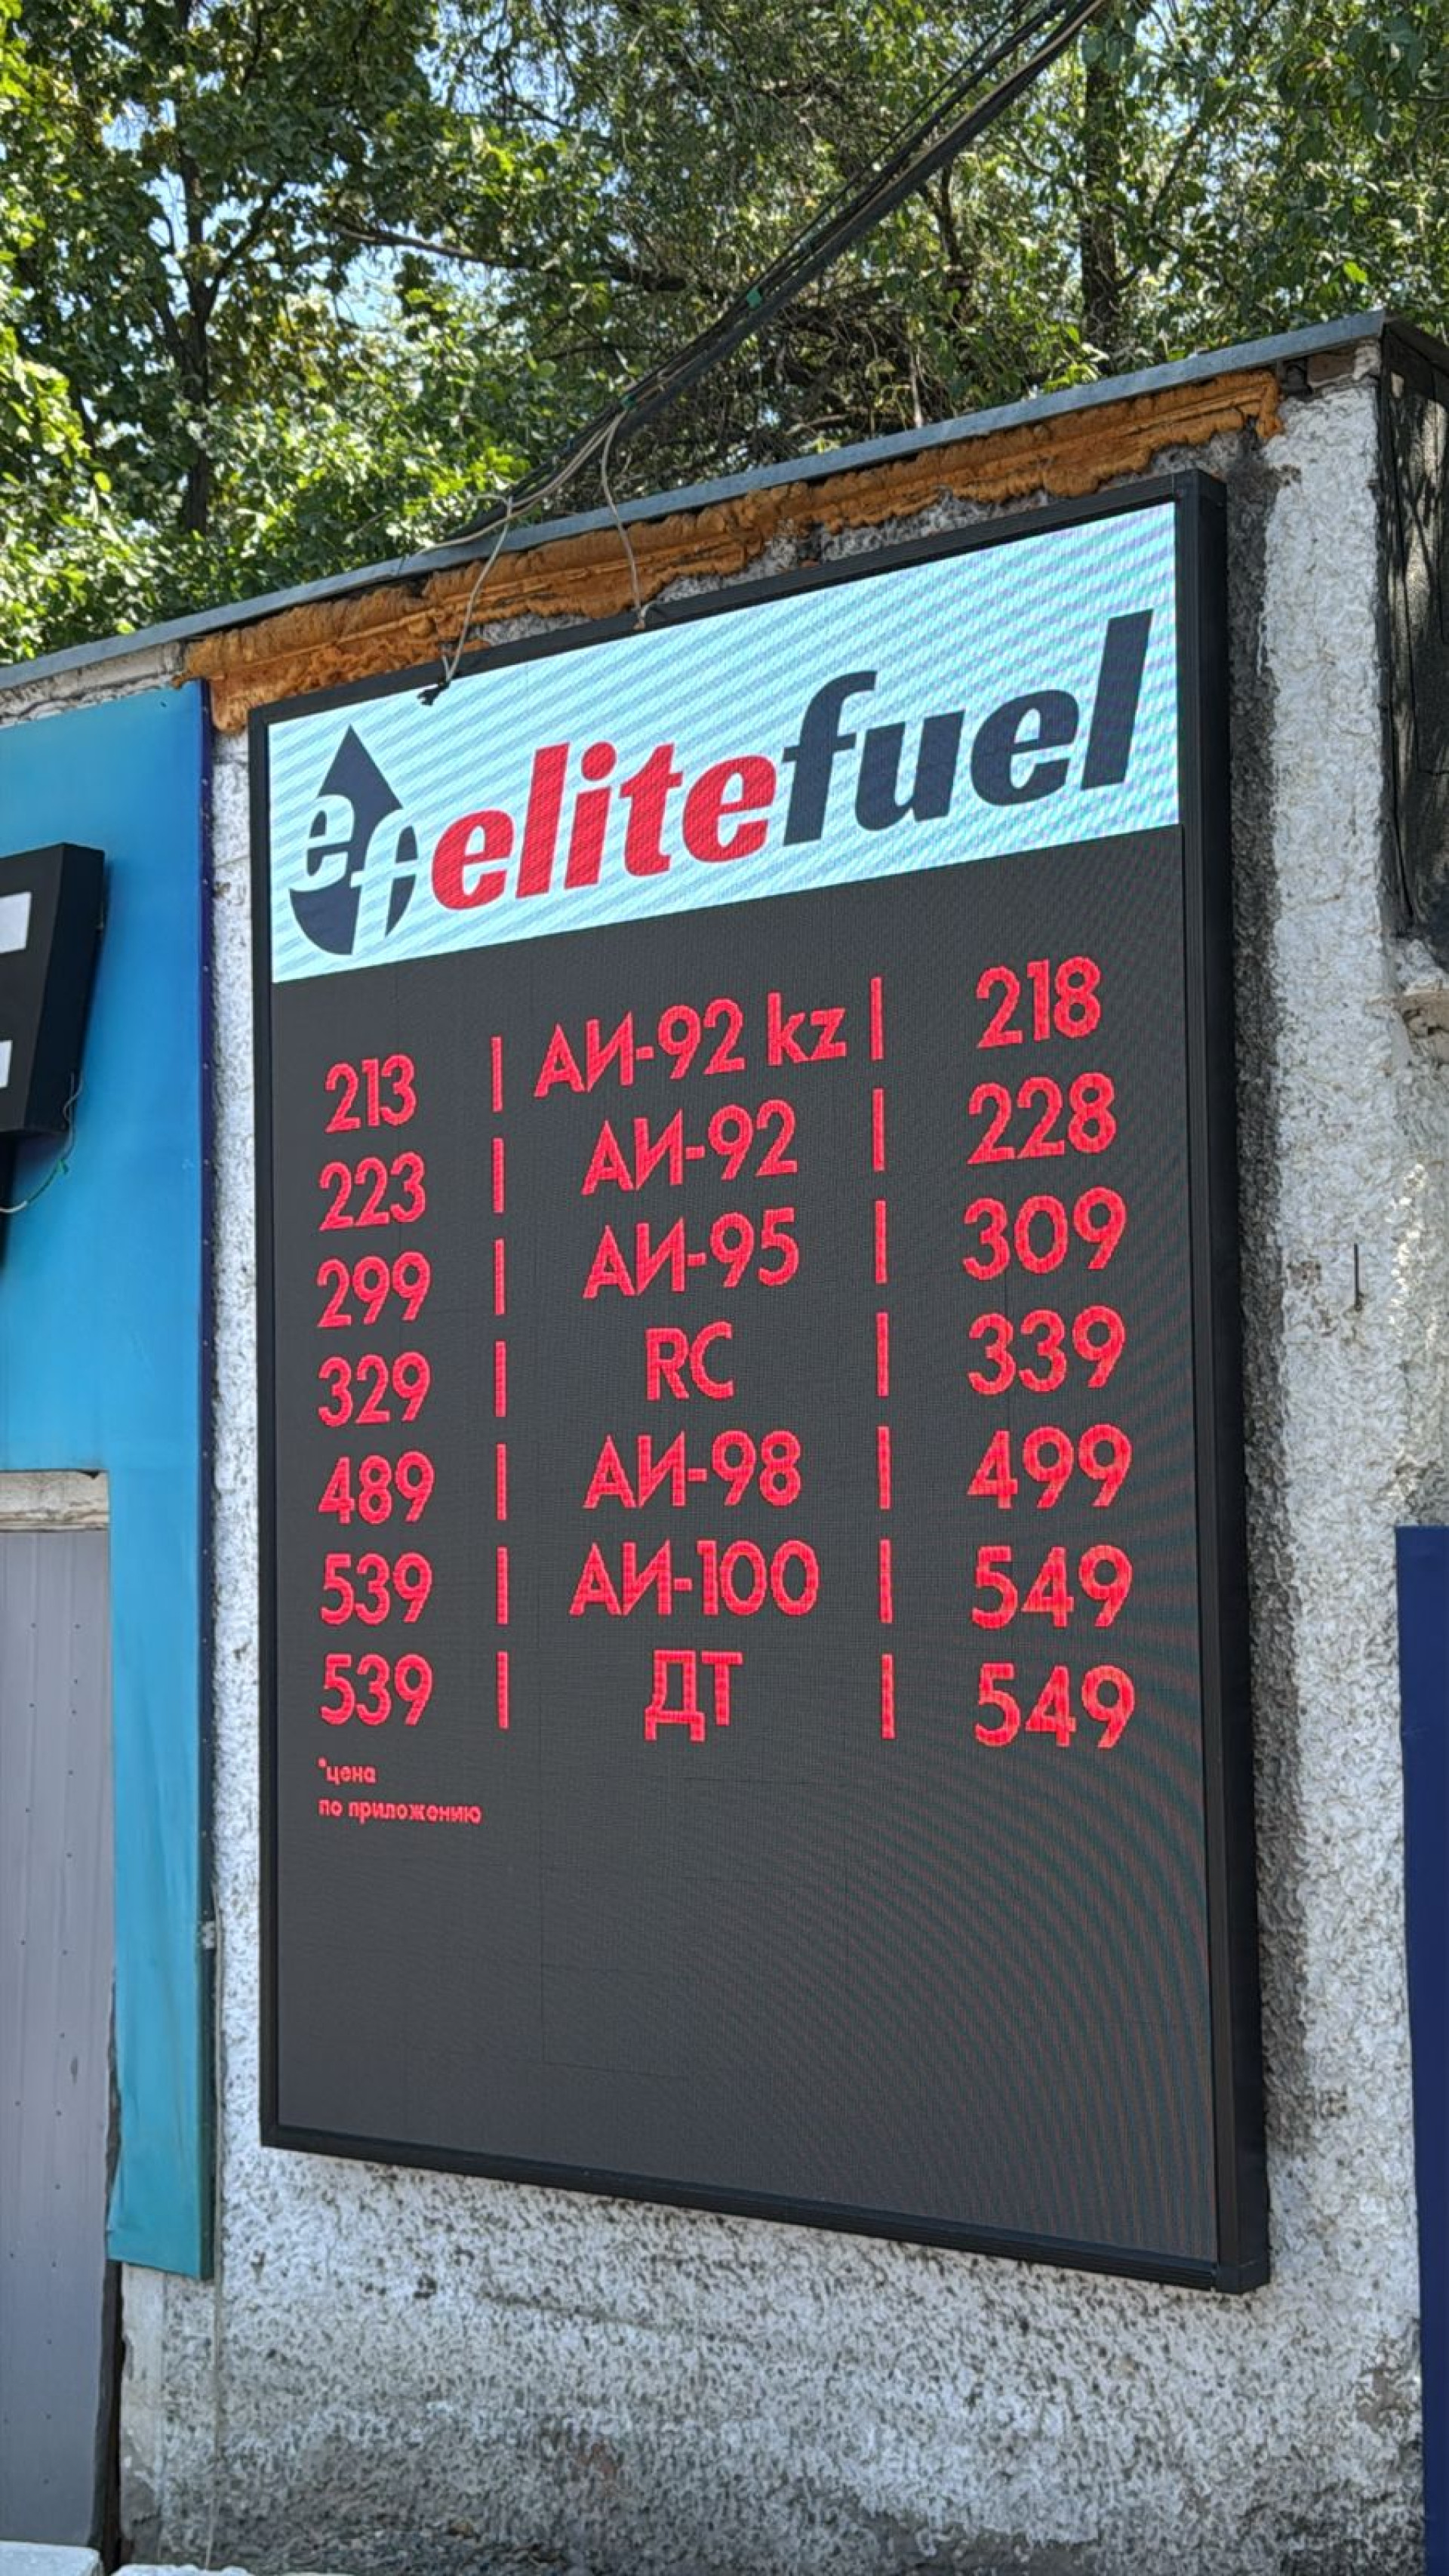 ef elitefuel
213 | АИ-92 kz | 218
223 | АИ-92 | 228
299 | АИ-95 | 309
329 | RC | 339
489 | АИ-98 | 499
539 | АИ-100 | 549
539 | ДТ | 549
*цена
по приложению